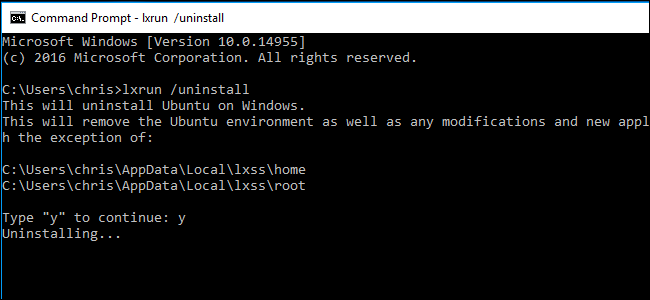 Command Prompt - lxrun /uninstall
Microsoft Windows [Version 10.0.14955]
(c) 2016 Microsoft Corporation. All rights reserved.
C:\Users\chris>lxrun /uninstall
This will uninstall Ubuntu on Windows.
This will remove the Ubuntu environment as well as any modifications and new appl
h the exception of:
C:\Users\chris\AppData\Local\lxss\home
C:\Users\chris\AppData\Local\lxss\root
Type "y" to continue: y
Uninstalling...